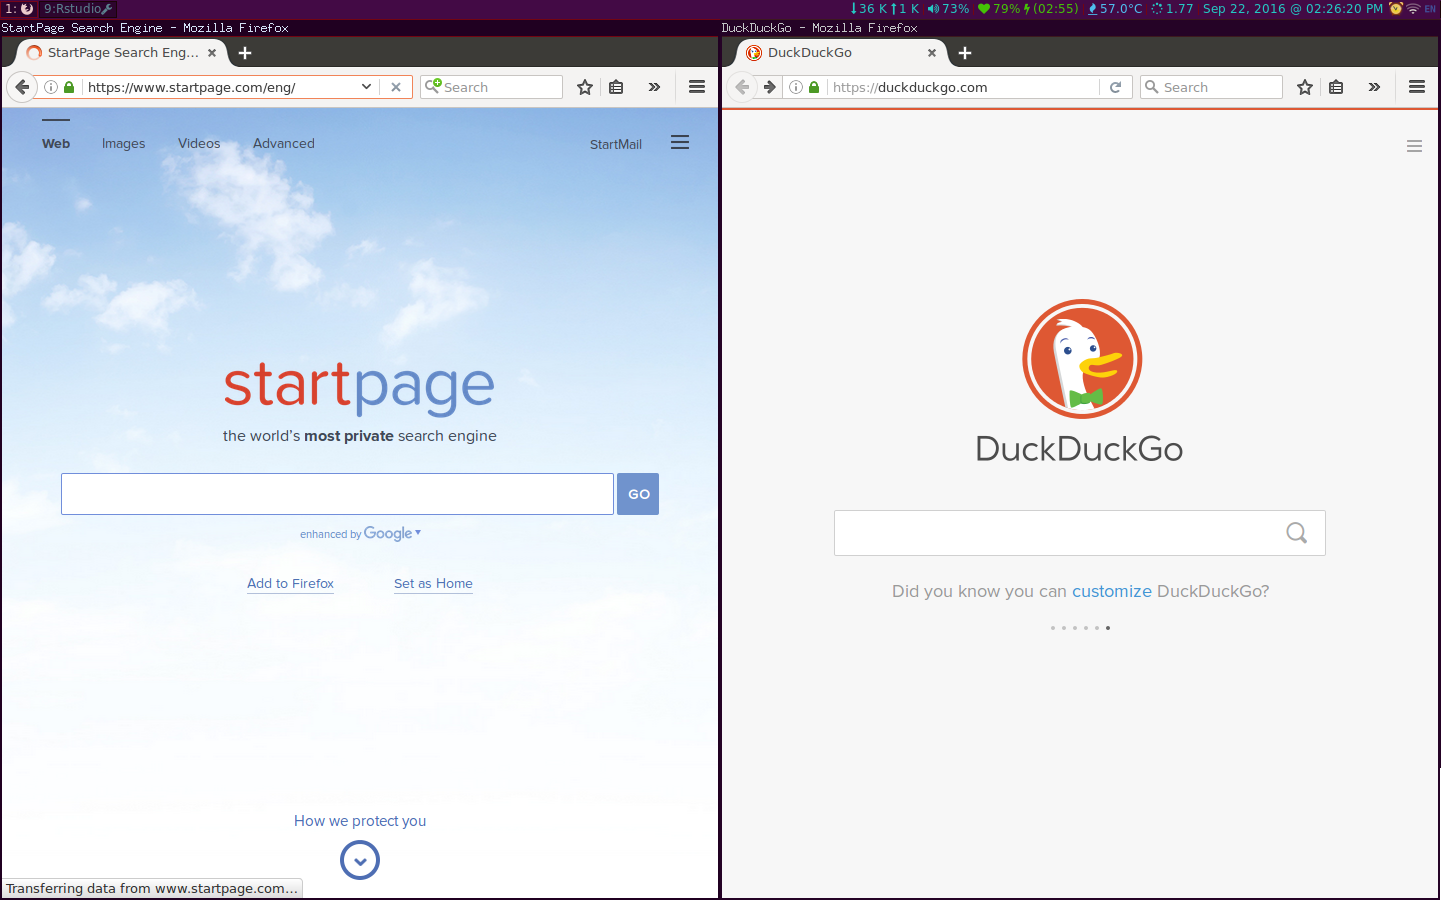 1: 9:Rstudio 36 K 1 K 73% 79% (02:55) 57.0°C 1.77 Sep 22, 2016 @ 02:26:20 PM EN
StartPage Search Engine - Mozilla Firefox
StartPage Search Eng...
https://www.startpage.com/eng/
Search
Web Images Videos Advanced StartMail
startpage
the world's most private search engine
GO
enhanced by Google
Add to Firefox Set as Home
How we protect you
Transferring data from www.startpage.com...
DuckDuckGo - Mozilla Firefox
DuckDuckGo
https://duckduckgo.com
Search
DuckDuckGo
Did you know you can customize DuckDuckGo?